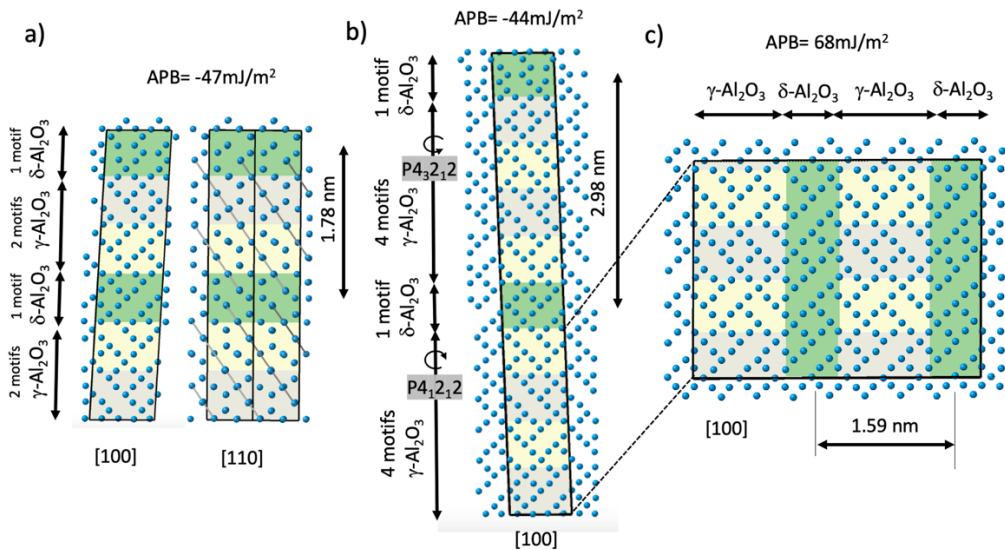 a)
APB= -47mJ/m²
1 motif
δ-Al₂O₃
2 motifs
γ-Al₂O₃
1 motif
δ-Al₂O₃
2 motifs
γ-Al₂O₃
1.78 nm
[100]
[110]
b)
APB= -44mJ/m²
1 motif
δ-Al₂O₃
P4₃2₁2
4 motifs
γ-Al₂O₃
1 motif
δ-Al₂O₃
P4₁2₁2
4 motifs
γ-Al₂O₃
2.98 nm
[100]
c)
APB= 68mJ/m²
γ-Al₂O₃ δ-Al₂O₃ γ-Al₂O₃ δ-Al₂O₃
[100]
1.59 nm